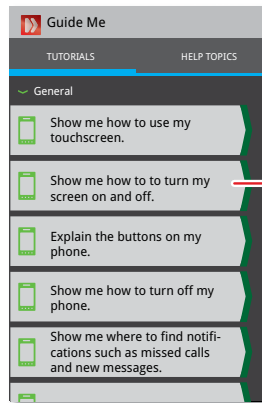 Guide Me
TUTORIALS
HELP TOPICS
General
Show me how to use my
touchscreen.
Show me how to to turn my
screen on and off.
Explain the buttons on my
phone.
Show me how to turn off my
phone.
Show me where to find notifi-
cations such as missed calls
and new messages.